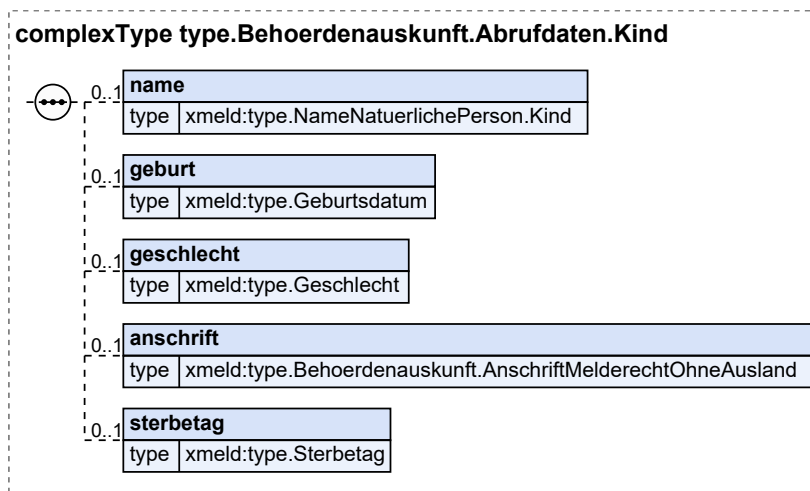 complexType type.Behoerdenauskunft.Abrufdaten.Kind
0..1 name
type xmeld:type.NameNatuerlichePerson.Kind
0..1 geburt
type xmeld:type.Geburtsdatum
0..1 geschlecht
type xmeld:type.Geschlecht
0..1 anschrift
type xmeld:type.Behoerdenauskunft.AnschriftMelderechtOhneAusland
0..1 sterbetag
type xmeld:type.Sterbetag